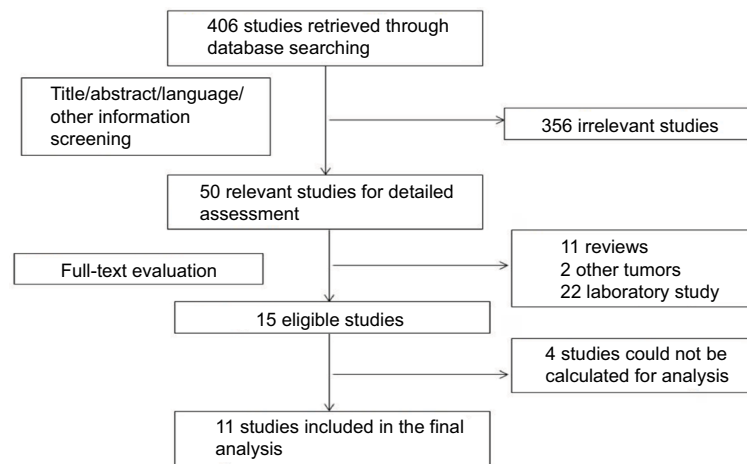 406 studies retrieved through
database searching
Title/abstract/language/
other information
screening
356 irrelevant studies
50 relevant studies for detailed
assessment
Full-text evaluation
11 reviews
2 other tumors
22 laboratory study
15 eligible studies
4 studies could not be
calculated for analysis
11 studies included in the final
analysis